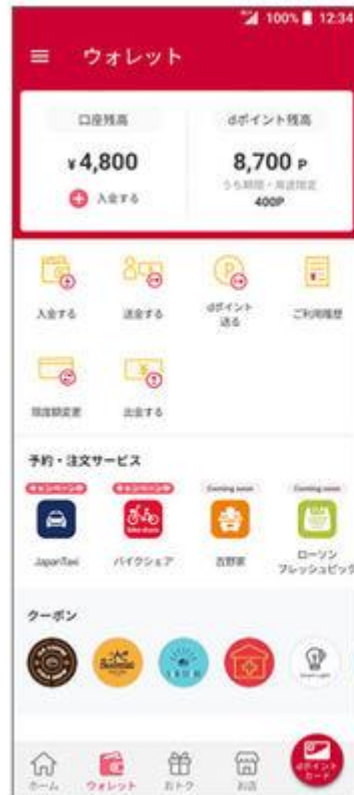 100% 12:34
ウォレット
口座残高
dポイント残高
¥4,800
8,700 P
うち期間・用途限定
400P
入金する
入金する
送金する
dポイント
送る
ご利用履歴
限度額変更
出金する
予約・注文サービス
キャンペーン中
キャンペーン中
Coming soon
Coming soon
bike share
JapanTaxi
バイクシェア
吉野家
ローソン
フレッシュピック
クーポン
ホーム
ウォレット
おトク
お店
dポイント
カード